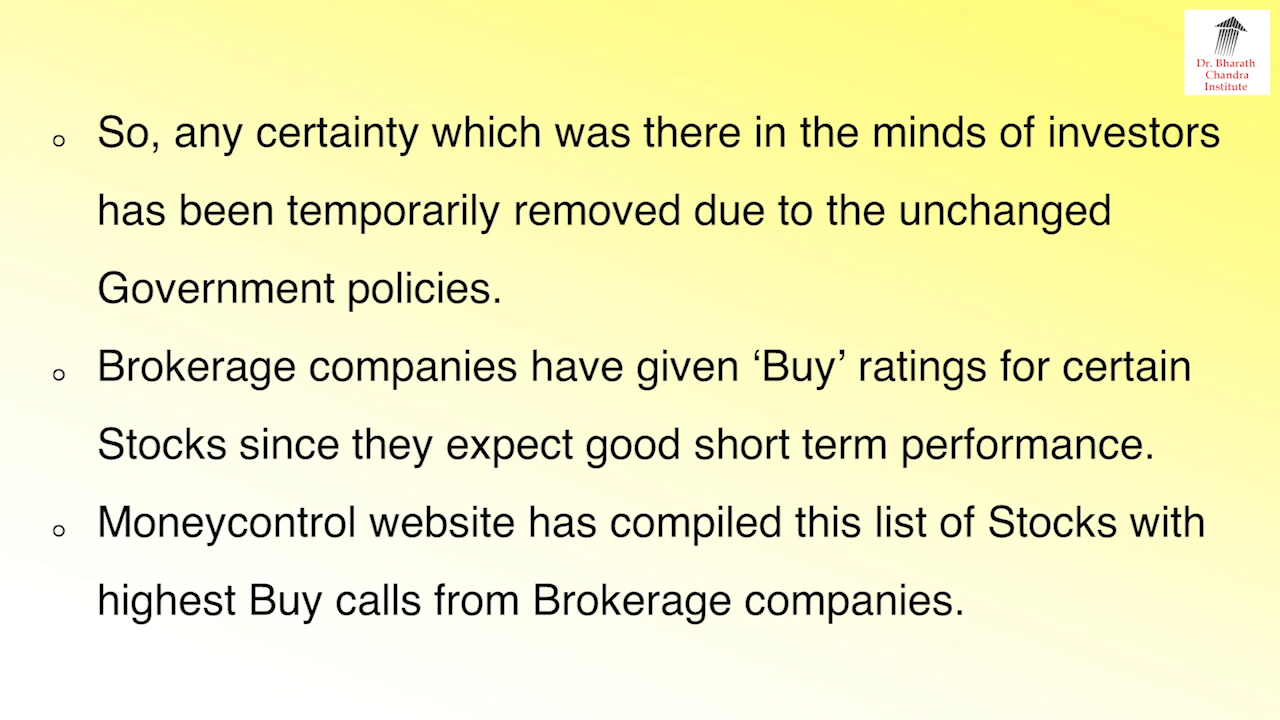 Dr. Bharath
Chandra
Institute
So, any certainty which was there in the minds of investors
has been temporarily removed due to the unchanged
Government policies.
Brokerage companies have given ‘Buy’ ratings for certain
Stocks since they expect good short term performance.
Moneycontrol website has compiled this list of Stocks with
highest Buy calls from Brokerage companies.